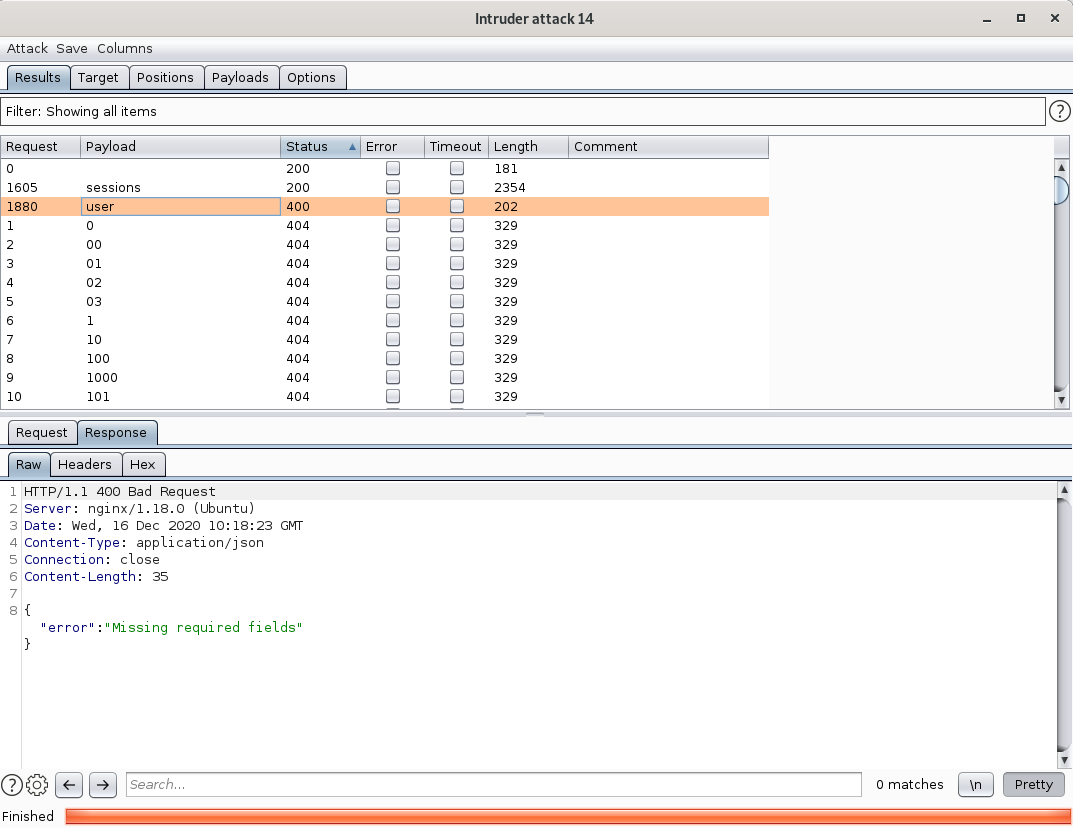 Intruder attack 14
Attack Save Columns
Results Target Positions Payloads Options
Filter: Showing all items
?
Request Payload Status Error Timeout Length Comment
0 200 181
1605 sessions 200 2354
1880 user 400 202
1 0 404 329
2 00 404 329
3 01 404 329
4 02 404 329
5 03 404 329
6 1 404 329
7 10 404 329
8 100 404 329
9 1000 404 329
10 101 404 329
Request Response
Raw Headers Hex
1 HTTP/1.1 400 Bad Request
2 Server: nginx/1.18.0 (Ubuntu)
3 Date: Wed, 16 Dec 2020 10:18:23 GMT
4 Content-Type: application/json
5 Connection: close
6 Content-Length: 35
7
8 {
"error":"Missing required fields"
}
? Search... 0 matches \n Pretty
Finished